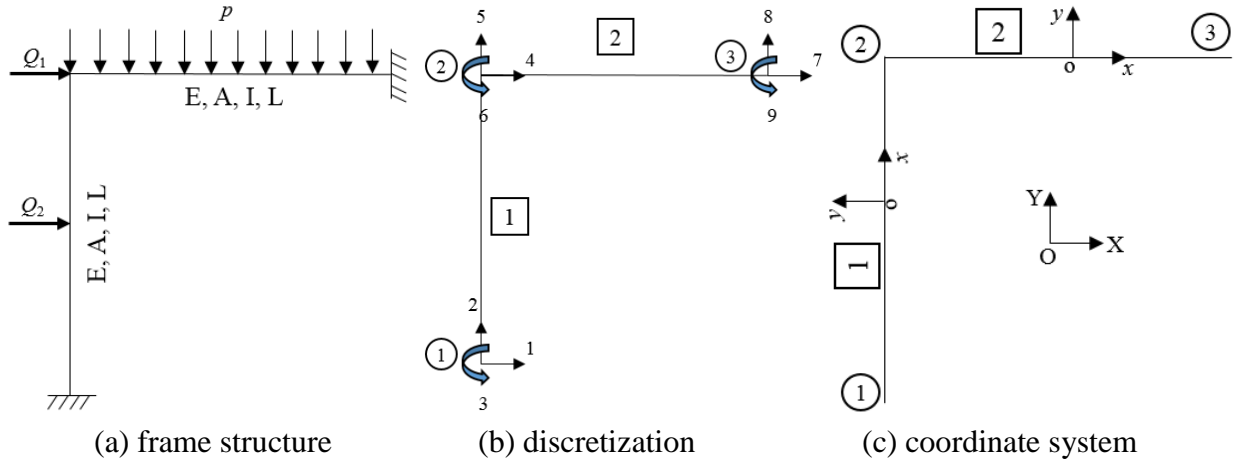 p
Q1
E, A, I, L
Q2
E, A, I, L
5
8
2
2
3
4
7
6
9
1
2
1
1
3
y
2
2
3
o
x
x
y
o
Y
X
O
1
1
(a) frame structure
(b) discretization
(c) coordinate system